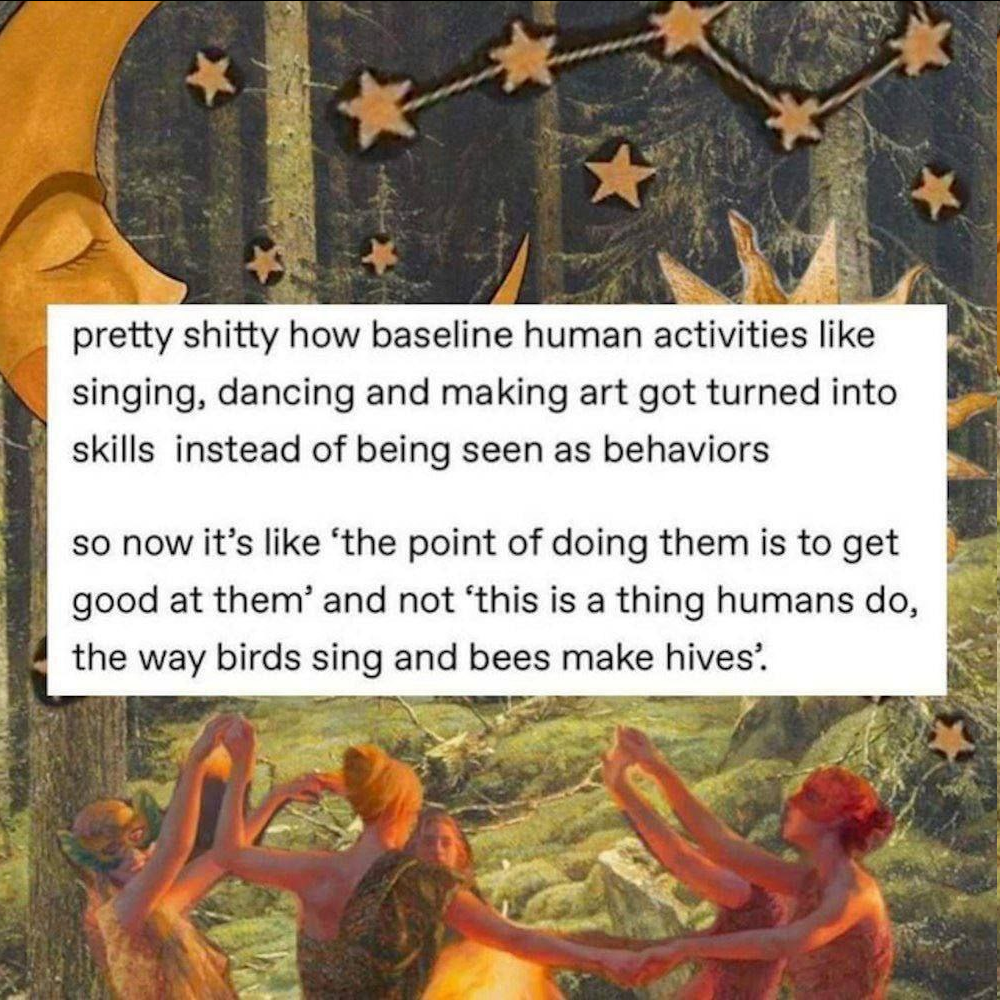 pretty shitty how baseline human activities like
singing, dancing and making art got turned into
skills  instead of being seen as behaviors
so now it’s like ‘the point of doing them is to get
good at them’ and not ‘this is a thing humans do,
the way birds sing and bees make hives’.